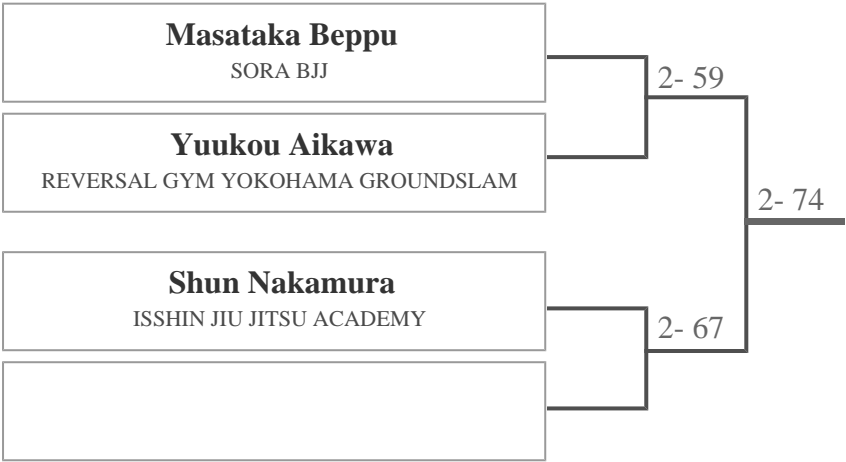 Masataka Beppu
SORA BJJ
2- 59
Yuukou Aikawa
REVERSAL GYM YOKOHAMA GROUNDSLAM
2- 74
Shun Nakamura
ISSHIN JIU JITSU ACADEMY
2- 67